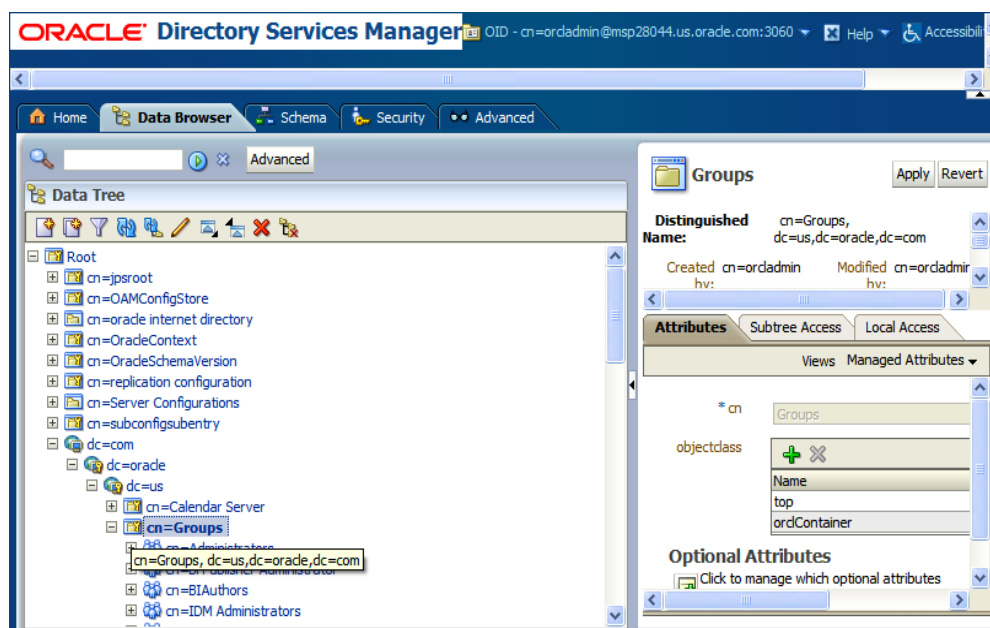 ORACLE Directory Services Manager
OID - cn=orcladmin@msp28044.us.oracle.com:3060 Help Accessibili
Home Data Browser Schema Security Advanced
Advanced
Data Tree
Root
cn=jpsroot
cn=OAMConfigStore
cn=oracle internet directory
cn=OracleContext
cn=OracleSchemaVersion
cn=replication configuration
cn=Server Configurations
cn=subconfigsubentry
dc=com
dc=oracle
dc=us
cn=Calendar Server
cn=Groups
cn=Administrators
cn=Groups, dc=us,dc=oracle,dc=com
cn=BIAuthors
cn=IDM Administrators
Groups Apply Revert
Distinguished cn=Groups,
Name: dc=us,dc=oracle,dc=com
Created cn=orcladmin Modified cn=orcladmir
by: by:
Attributes Subtree Access Local Access
Views Managed Attributes
* cn Groups
objectclass
Name
top
orclContainer
Optional Attributes
Click to manage which optional attributes